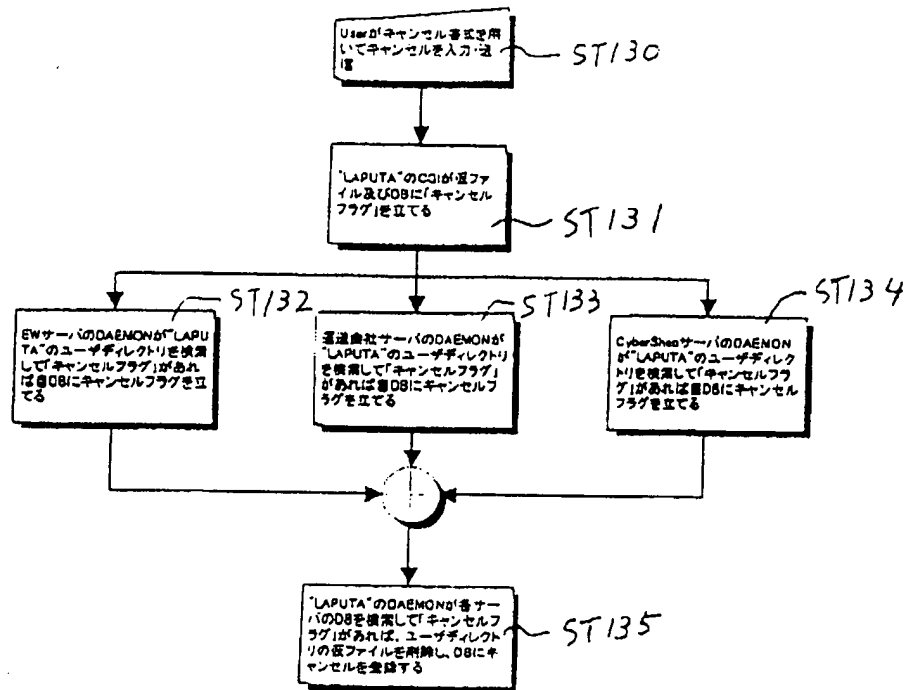 Userがキャンセル書式を用
いてキャンセルを入力・送
信
ST130
"LAPUTA"のCGIが仮ファ
イル及びDBに「キャンセル
フラグ」を立てる
ST131
ST132
ST133
ST134
EWサーバのDAEMONが"LAPU
TA"のユーザディレクトリを検索
して「キャンセルフラグ」があれ
ば自DBにキャンセルフラグを立
てる
運送会社サーバのDAEMONが
"LAPUTA"のユーザディレクトリ
を検索して「キャンセルフラグ」
があれば自DBにキャンセルフ
ラグを立てる
CyberShopサーバのDAEMON
が"LAPUTA"のユーザディレク
トリを検索して「キャンセルフラ
グ」があれば自DBにキャンセル
フラグを立てる
"LAPUTA"のDAEMONが各サー
バのDBを検索して「キャンセルフ
ラグ」があれば、ユーザディレクト
リの仮ファイルを削除し、DBにキ
ャンセルを登録する
ST135